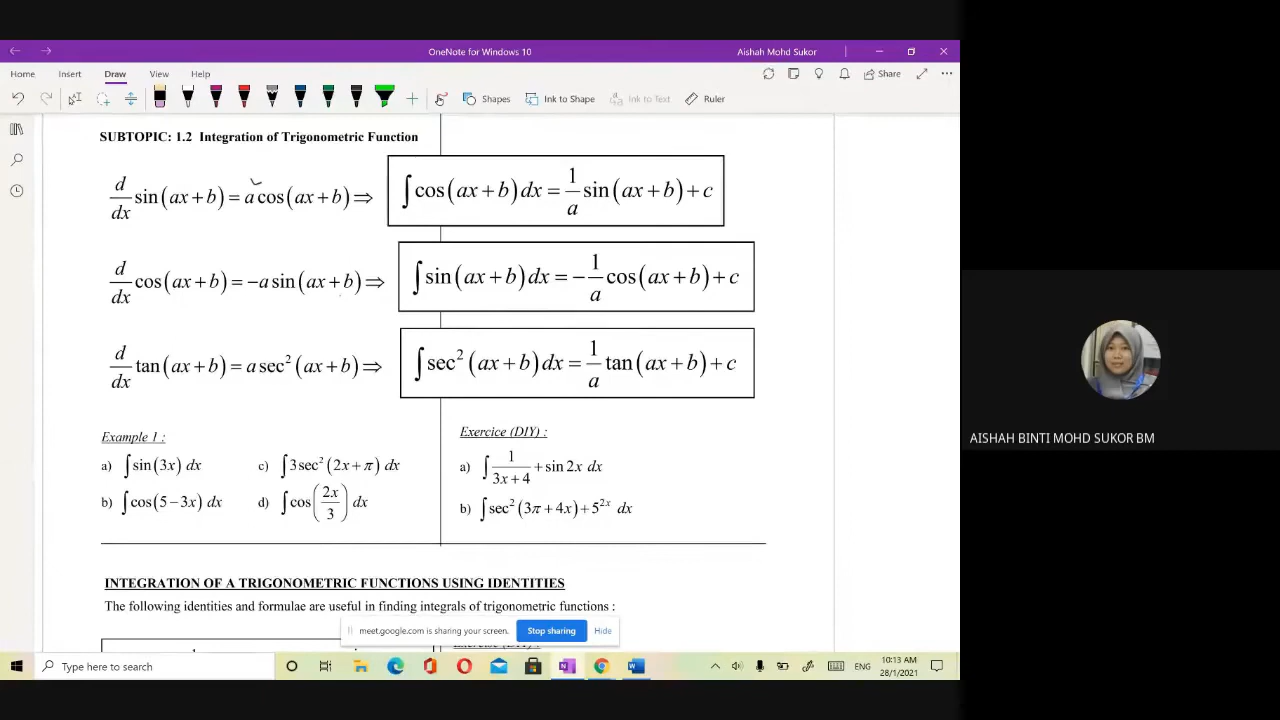 OneNote for Windows 10
Aishah Mohd Sukor
Home Insert Draw View Help
Share
Shapes Ink to Shape Ink to Text Ruler
SUBTOPIC: 1.2 Integration of Trigonometric Function
d/dx sin(ax+b) = a cos(ax+b) ⇒ ∫cos(ax+b)dx = 1/a sin(ax+b)+c
d/dx cos(ax+b) = −a sin(ax+b) ⇒ ∫sin(ax+b)dx = −1/a cos(ax+b)+c
d/dx tan(ax+b) = a sec²(ax+b) ⇒ ∫sec²(ax+b)dx = 1/a tan(ax+b)+c
Example 1 :
a) ∫sin(3x) dx c) ∫3sec²(2x+π) dx
b) ∫cos(5−3x) dx d) ∫cos(2x/3) dx
Exercice (DIY) :
a) ∫1/(3x+4) + sin 2x dx
b) ∫sec²(3π+4x)+5²ˣ dx
INTEGRATION OF A TRIGONOMETRIC FUNCTIONS USING IDENTITIES
The following identities and formulae are useful in finding integrals of trigonometric functions :
meet.google.com is sharing your screen. Stop sharing Hide
Type here to search
ENG
10:13 AM
28/1/2021
AISHAH BINTI MOHD SUKOR BM